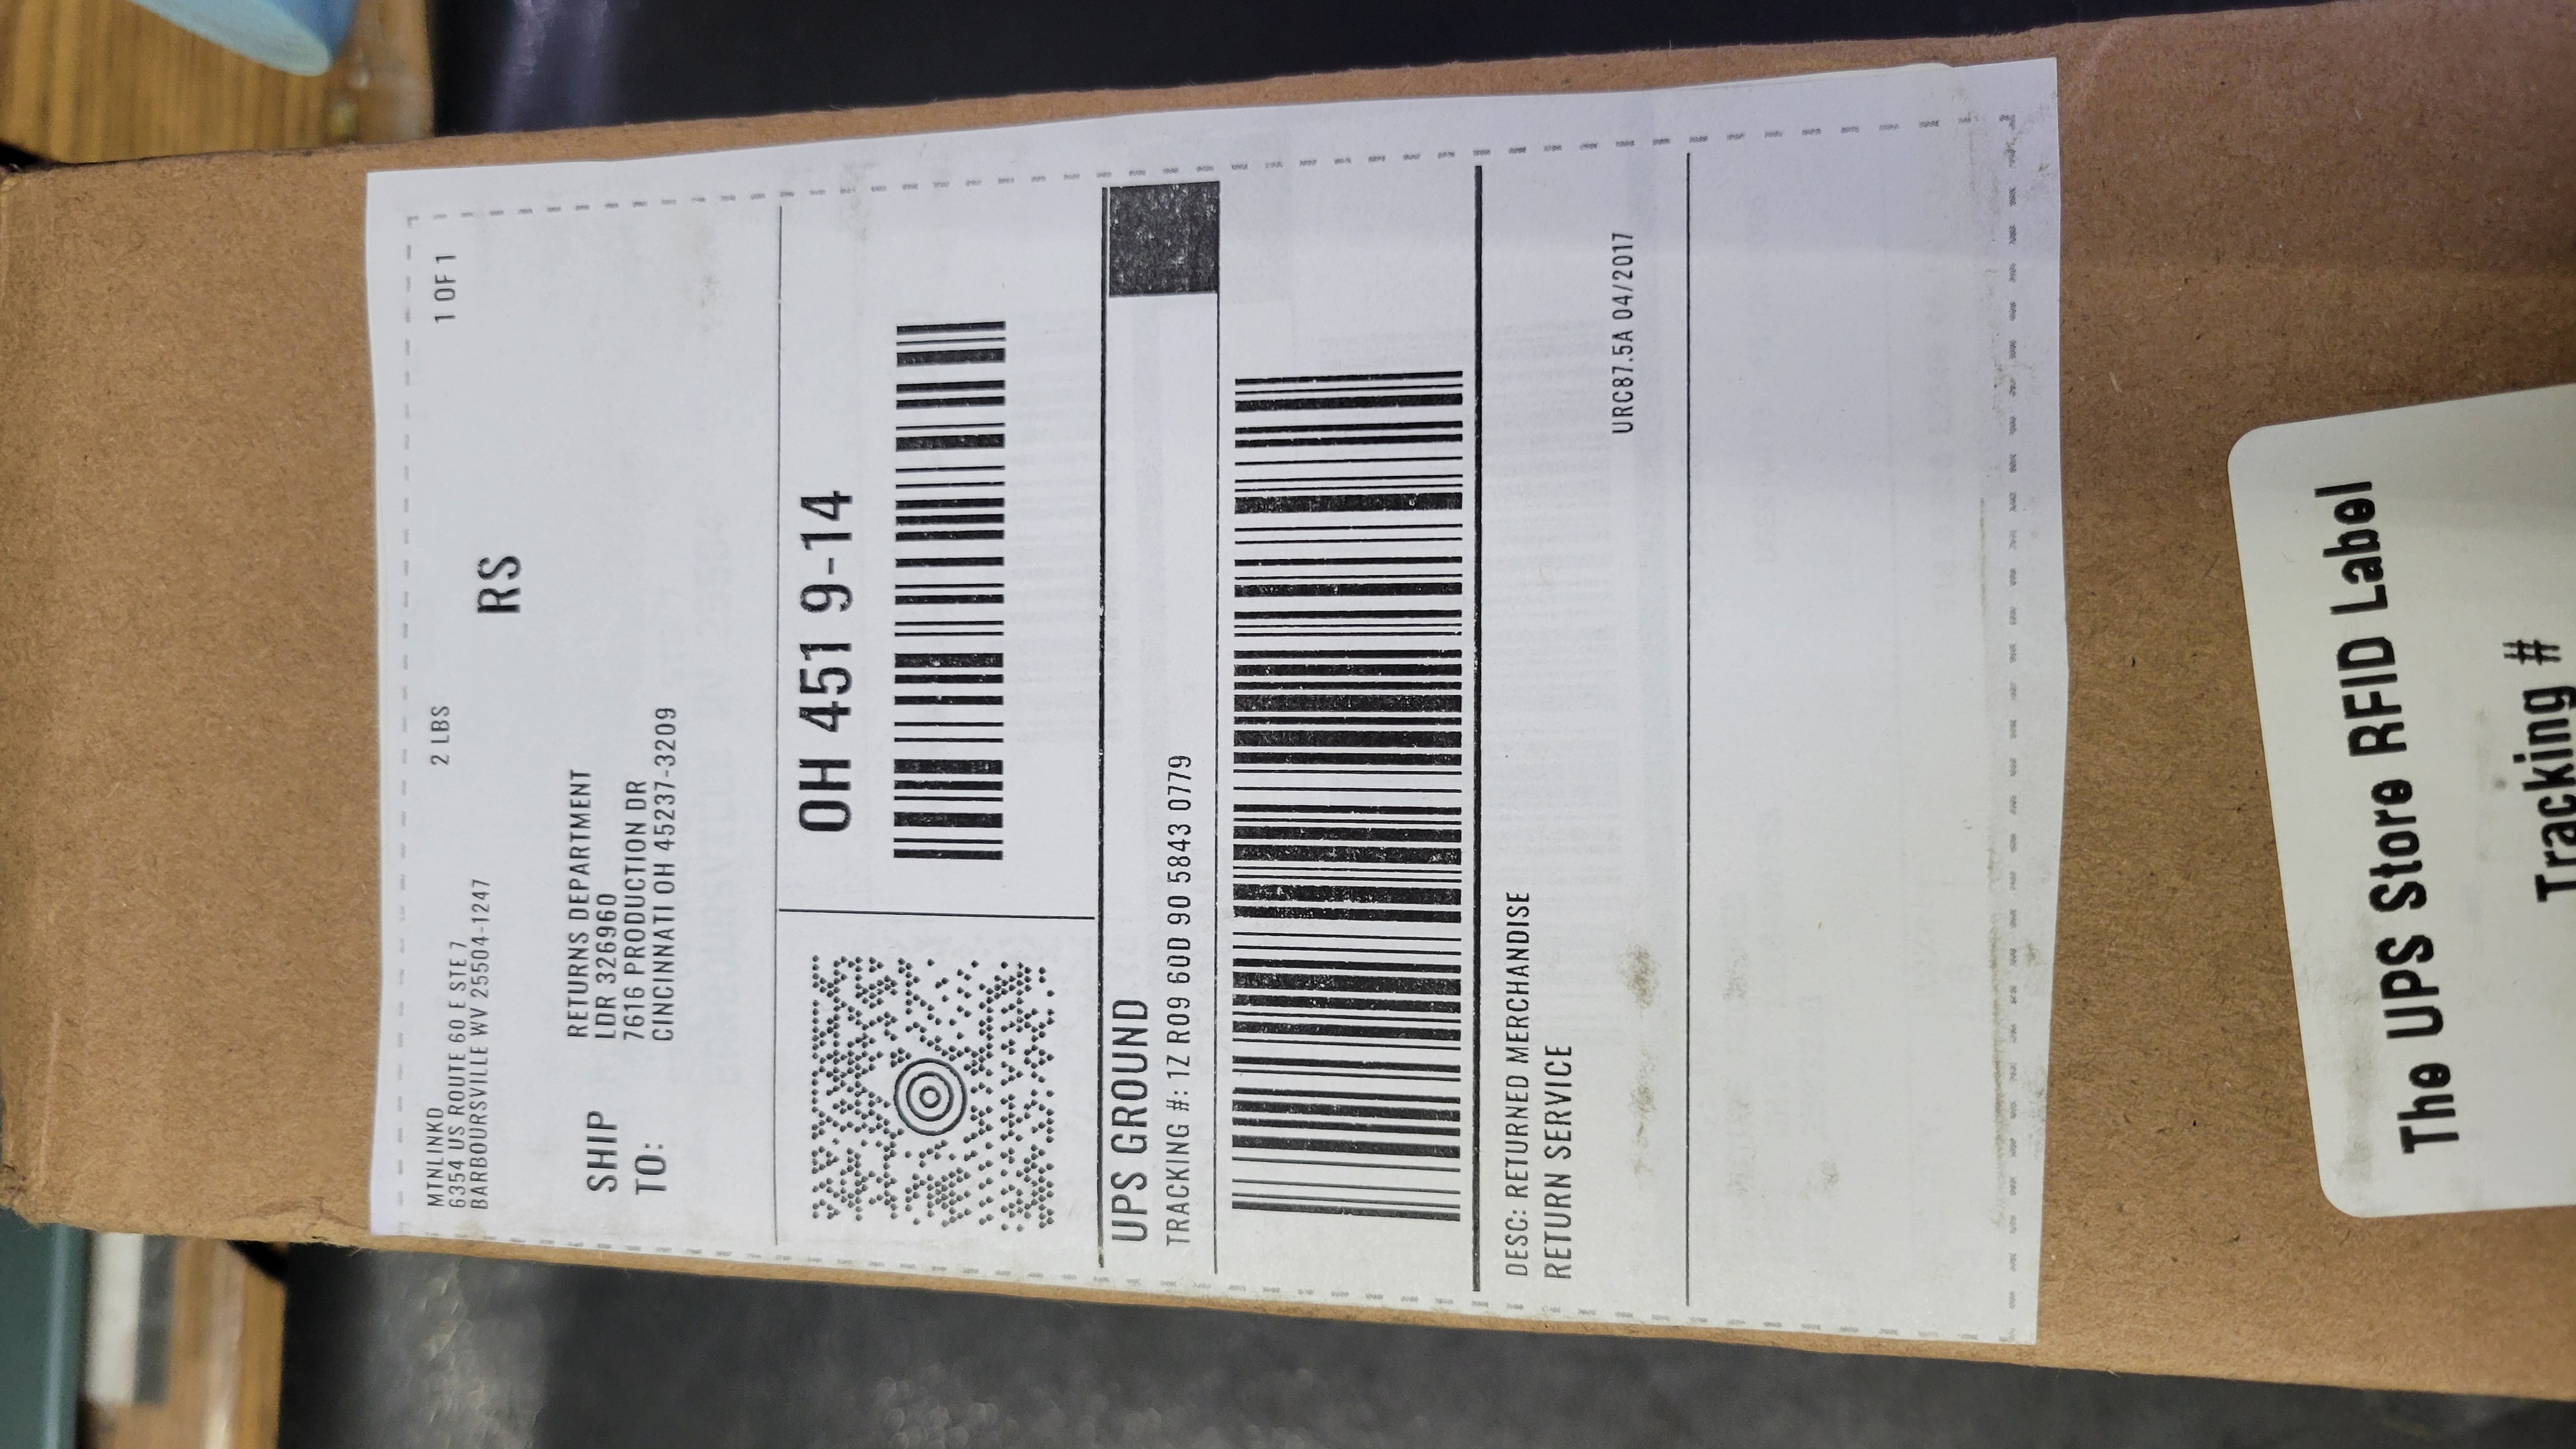 MTNLINKD
6354 US ROUTE 60 E STE 7
BARBOURSVILLE WV 25504-1247
2 LBS
1 OF 1
RS
SHIP
TO:
RETURNS DEPARTMENT
LDR 326960
7616 PRODUCTION DR
CINCINNATI OH 45237-3209
OH 451 9-14
UPS GROUND
TRACKING #: 1Z R09 60D 90 5843 0779
DESC: RETURNED MERCHANDISE
RETURN SERVICE
URC87.5A 04/2017
The UPS Store RFID Label
Tracking #